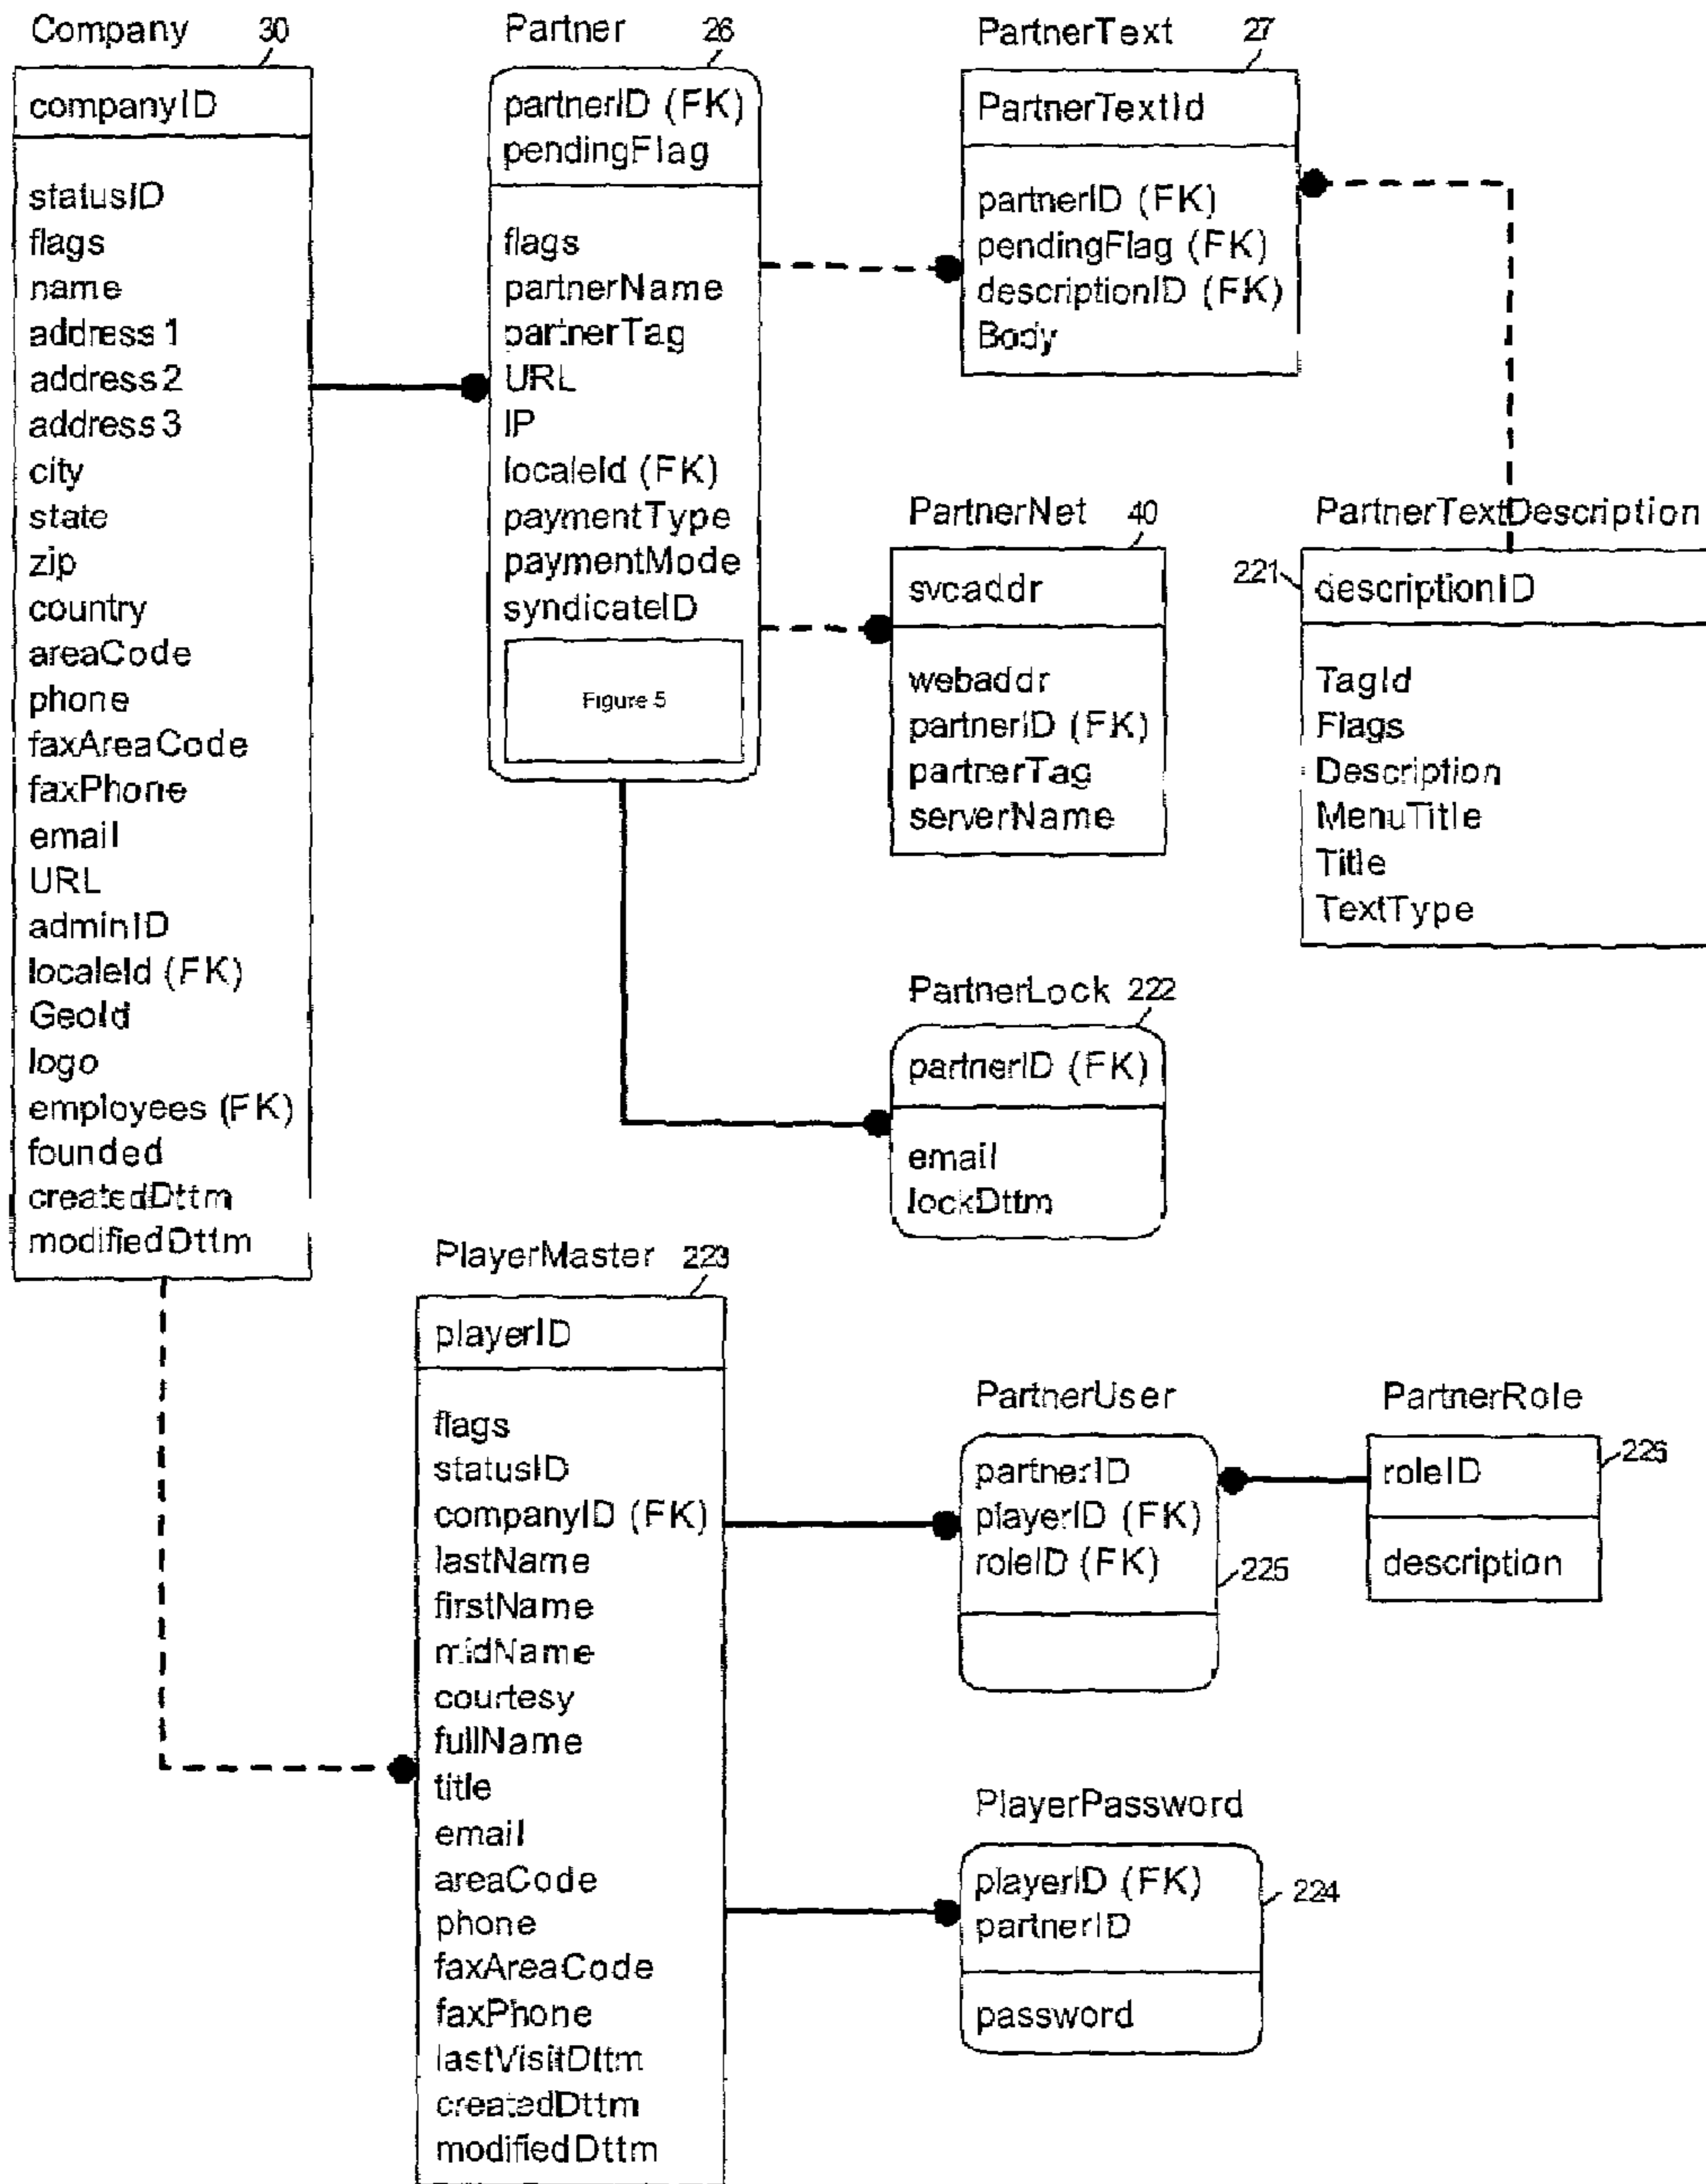 Company 30
companyID
statusID
flags
name
address1
address2
address3
city
state
zip
country
areaCode
phone
faxAreaCode
faxPhone
email
URL
adminID
localeId (FK)
GeoId
logo
employees (FK)
founded
createdDttm
modifiedDttm
Partner 26
partnerID (FK)
pendingFlag
flags
partnerName
partnerTag
URL
IP
localeId (FK)
paymentType
paymentMode
syndicateID
Figure 5
PartnerText 27
PartnerTextId
partnerID (FK)
pendingFlag (FK)
descriptionID (FK)
Body
PartnerNet 40
svcaddr
webaddr
partnerID (FK)
partnerTag
serverName
PartnerTextDescription
221
descriptionID
TagId
Flags
Description
MenuTitle
Title
TextType
PartnerLock 222
partnerID (FK)
email
lockDttm
PlayerMaster 223
playerID
flags
statusID
companyID (FK)
lastName
firstName
midName
courtesy
fullName
title
email
areaCode
phone
faxAreaCode
faxPhone
lastVisitDttm
createdDttm
modifiedDttm
PartnerUser
partnerID
playerID (FK)
roleID (FK)
225
PartnerRole
roleID
226
description
PlayerPassword
playerID (FK)
partnerID
224
password